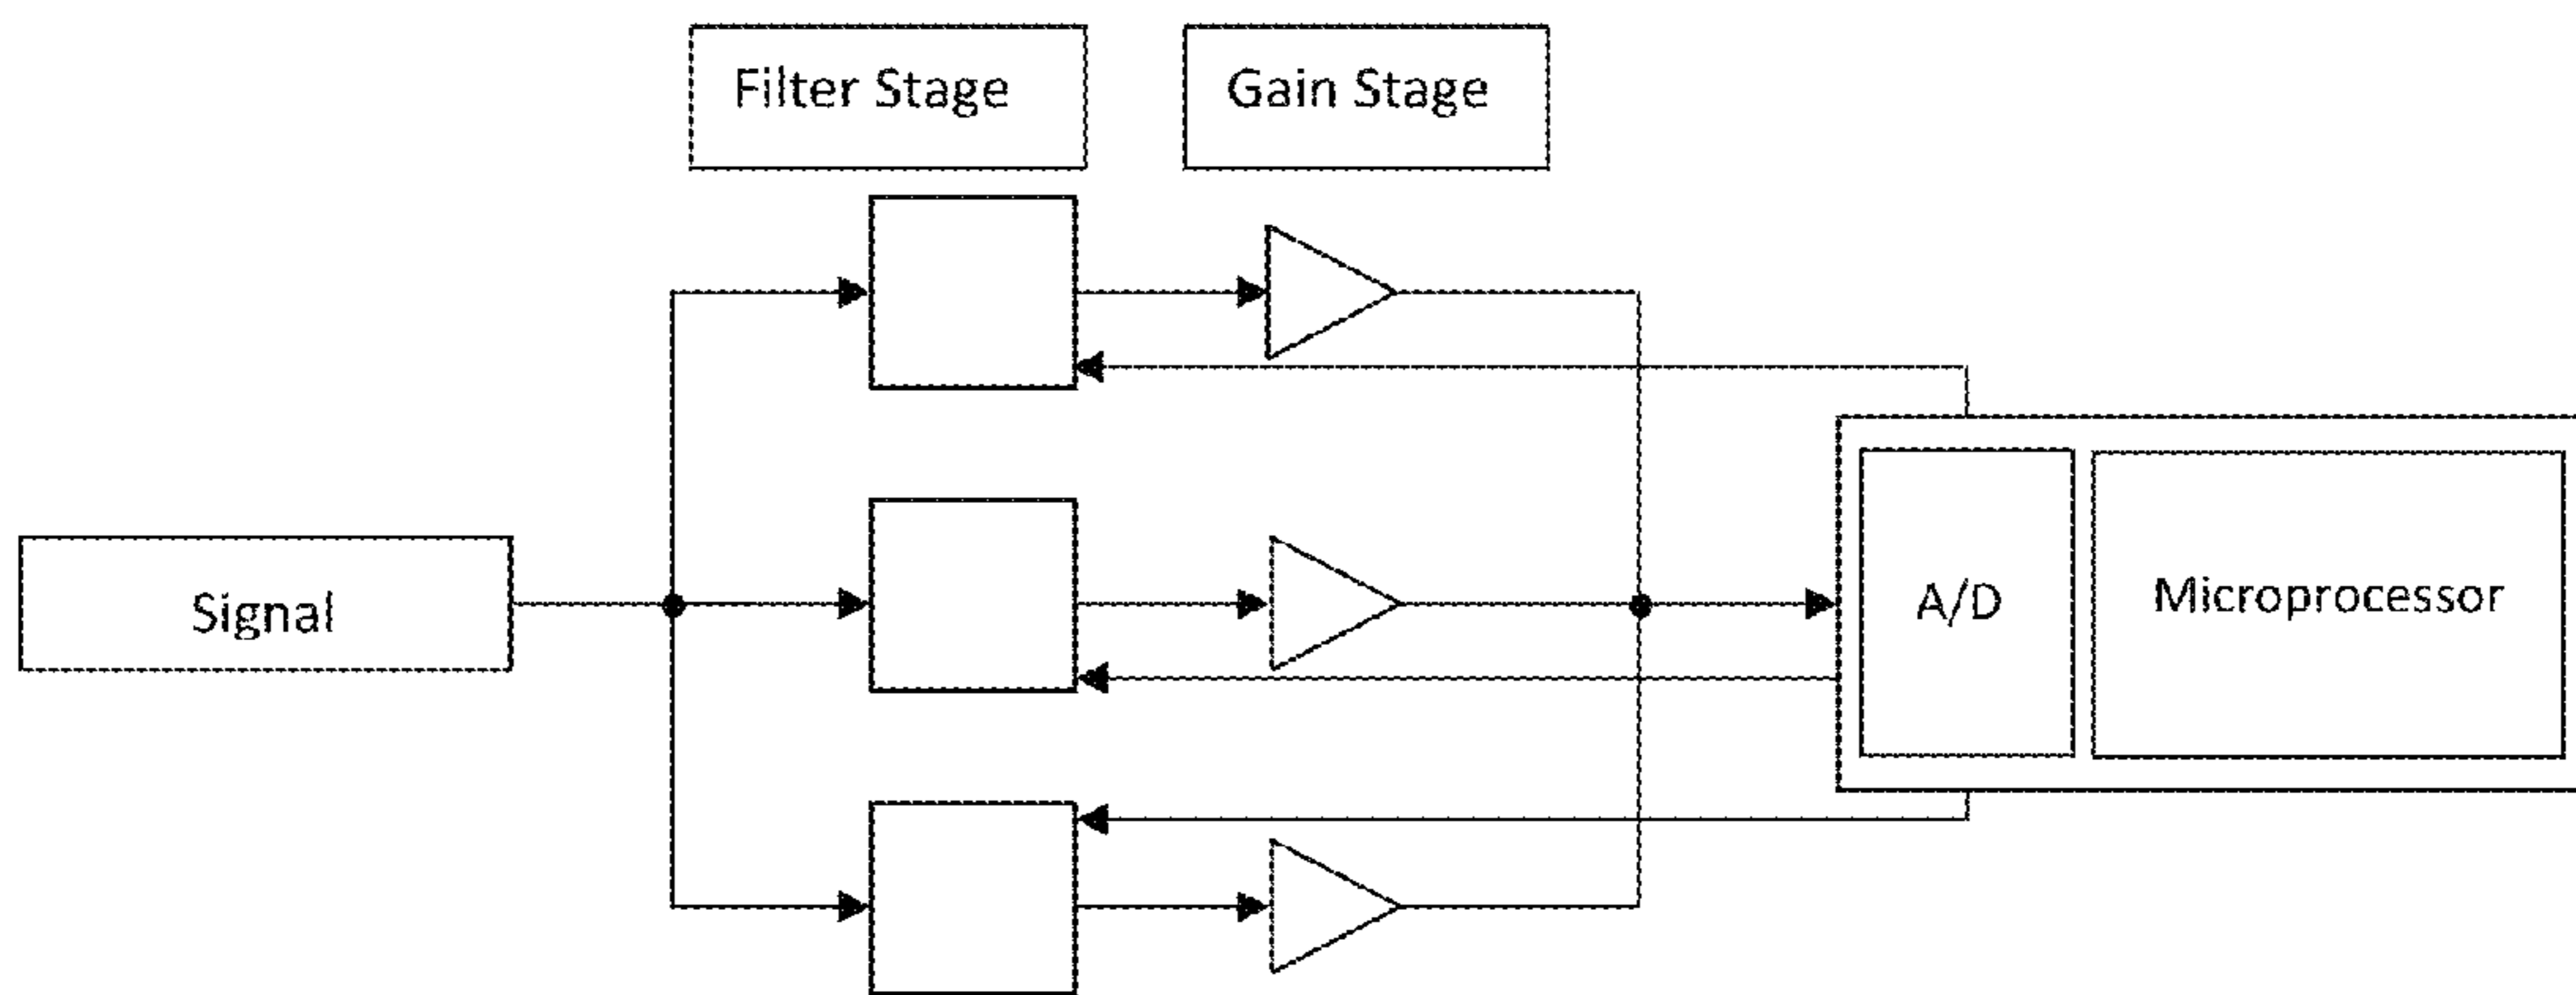 Filter Stage
Gain Stage
Signal
A/D
Microprocessor